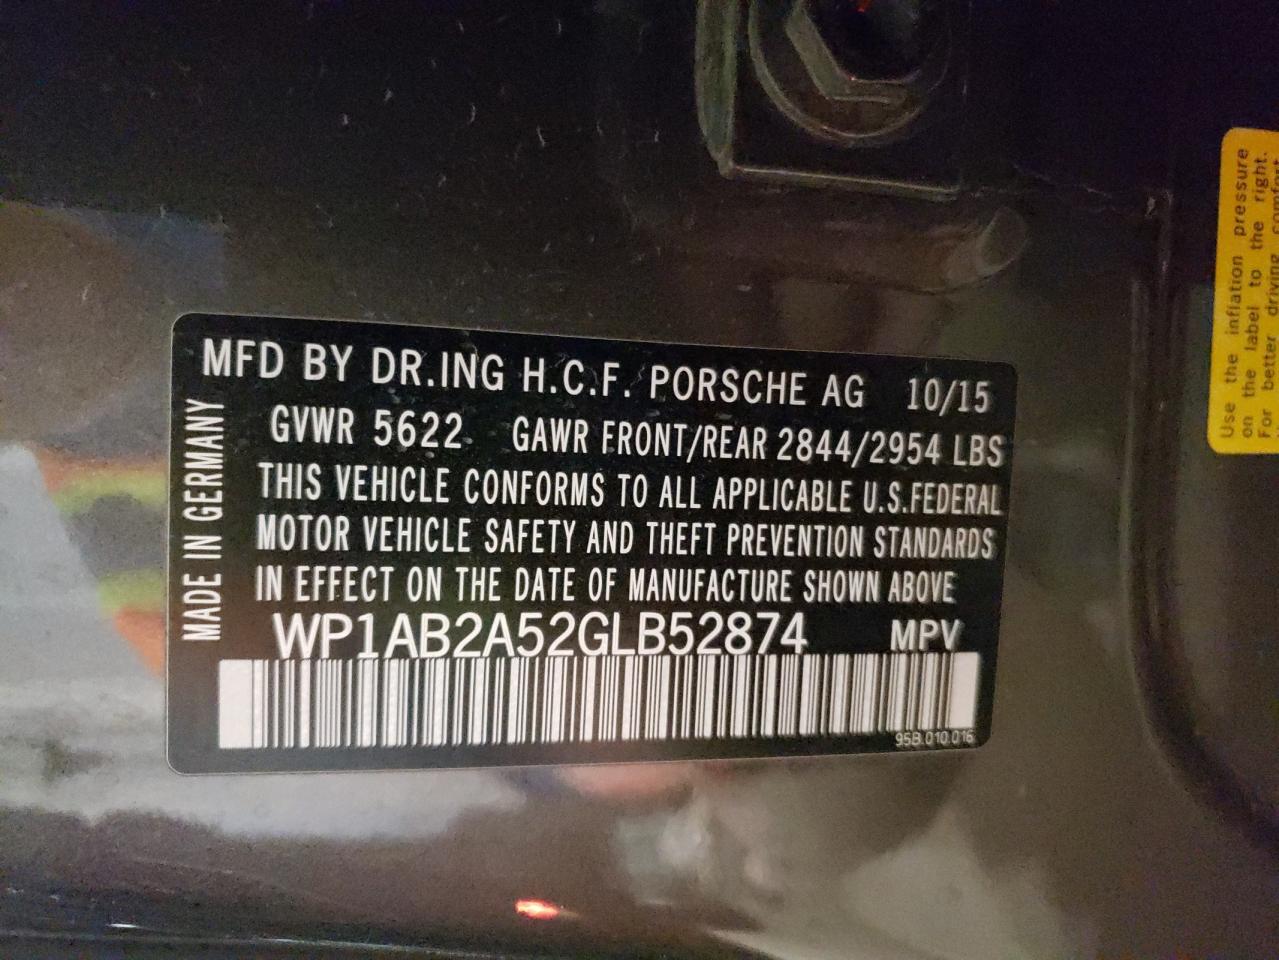 MFD BY DR.ING H.C.F. PORSCHE AG 10/15
GVWR 5622 GAWR FRONT/REAR 2844/2954 LBS
THIS VEHICLE CONFORMS TO ALL APPLICABLE U.S.FEDERAL
MOTOR VEHICLE SAFETY AND THEFT PREVENTION STANDARDS
IN EFFECT ON THE DATE OF MANUFACTURE SHOWN ABOVE
WP1AB2A52GLB52874 MPV
95B.010.016
MADE IN GERMANY
Use the inflation pressure
on the label to the right.
For better driving comfort